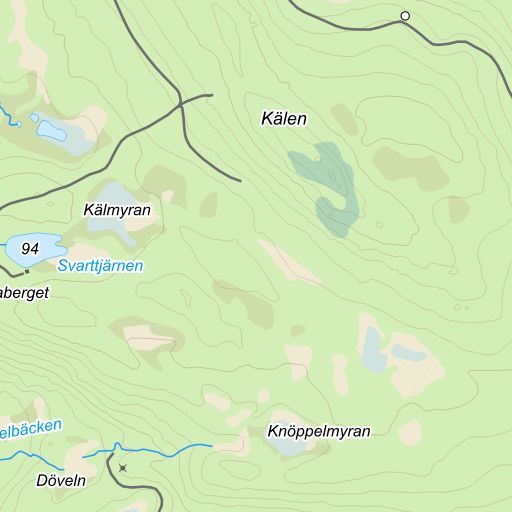 Kälen
Kälmyran
94
Svarttjärnen
aberget
elbäcken
Knöppelmyran
Döveln